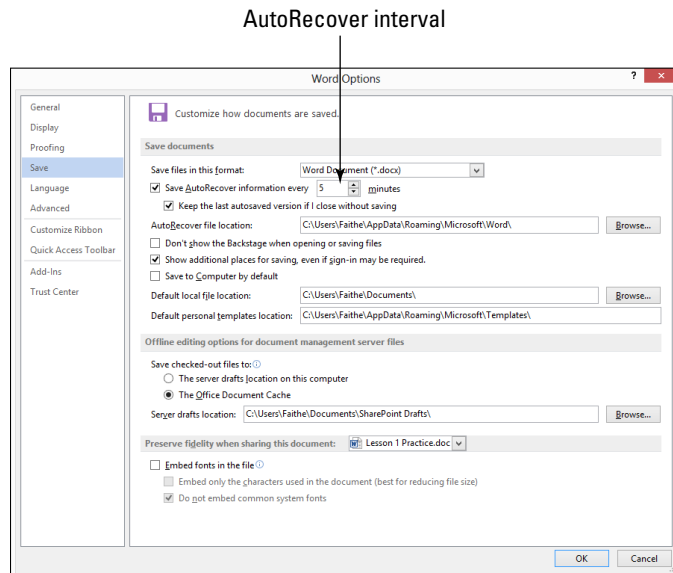 AutoRecover interval
Word Options
?
General
Display
Proofing
Save
Language
Advanced
Customize Ribbon
Quick Access Toolbar
Add-Ins
Trust Center
Customize how documents are saved.
Save documents
Save files in this format: Word Document (*.docx)
Save AutoRecover information every 5 minutes
Keep the last autosaved version if I close without saving
AutoRecover file location: C:\Users\Faithe\AppData\Roaming\Microsoft\Word\ Browse...
Don't show the Backstage when opening or saving files
Show additional places for saving, even if sign-in may be required.
Save to Computer by default
Default local file location: C:\Users\Faithe\Documents\ Browse...
Default personal templates location: C:\Users\Faithe\AppData\Roaming\Microsoft\Templates\
Offline editing options for document management server files
Save checked-out files to:
The server drafts location on this computer
The Office Document Cache
Server drafts location: C:\Users\Faithe\Documents\SharePoint Drafts\ Browse...
Preserve fidelity when sharing this document: Lesson 1 Practice.doc
Embed fonts in the file
Embed only the characters used in the document (best for reducing file size)
Do not embed common system fonts
OK Cancel